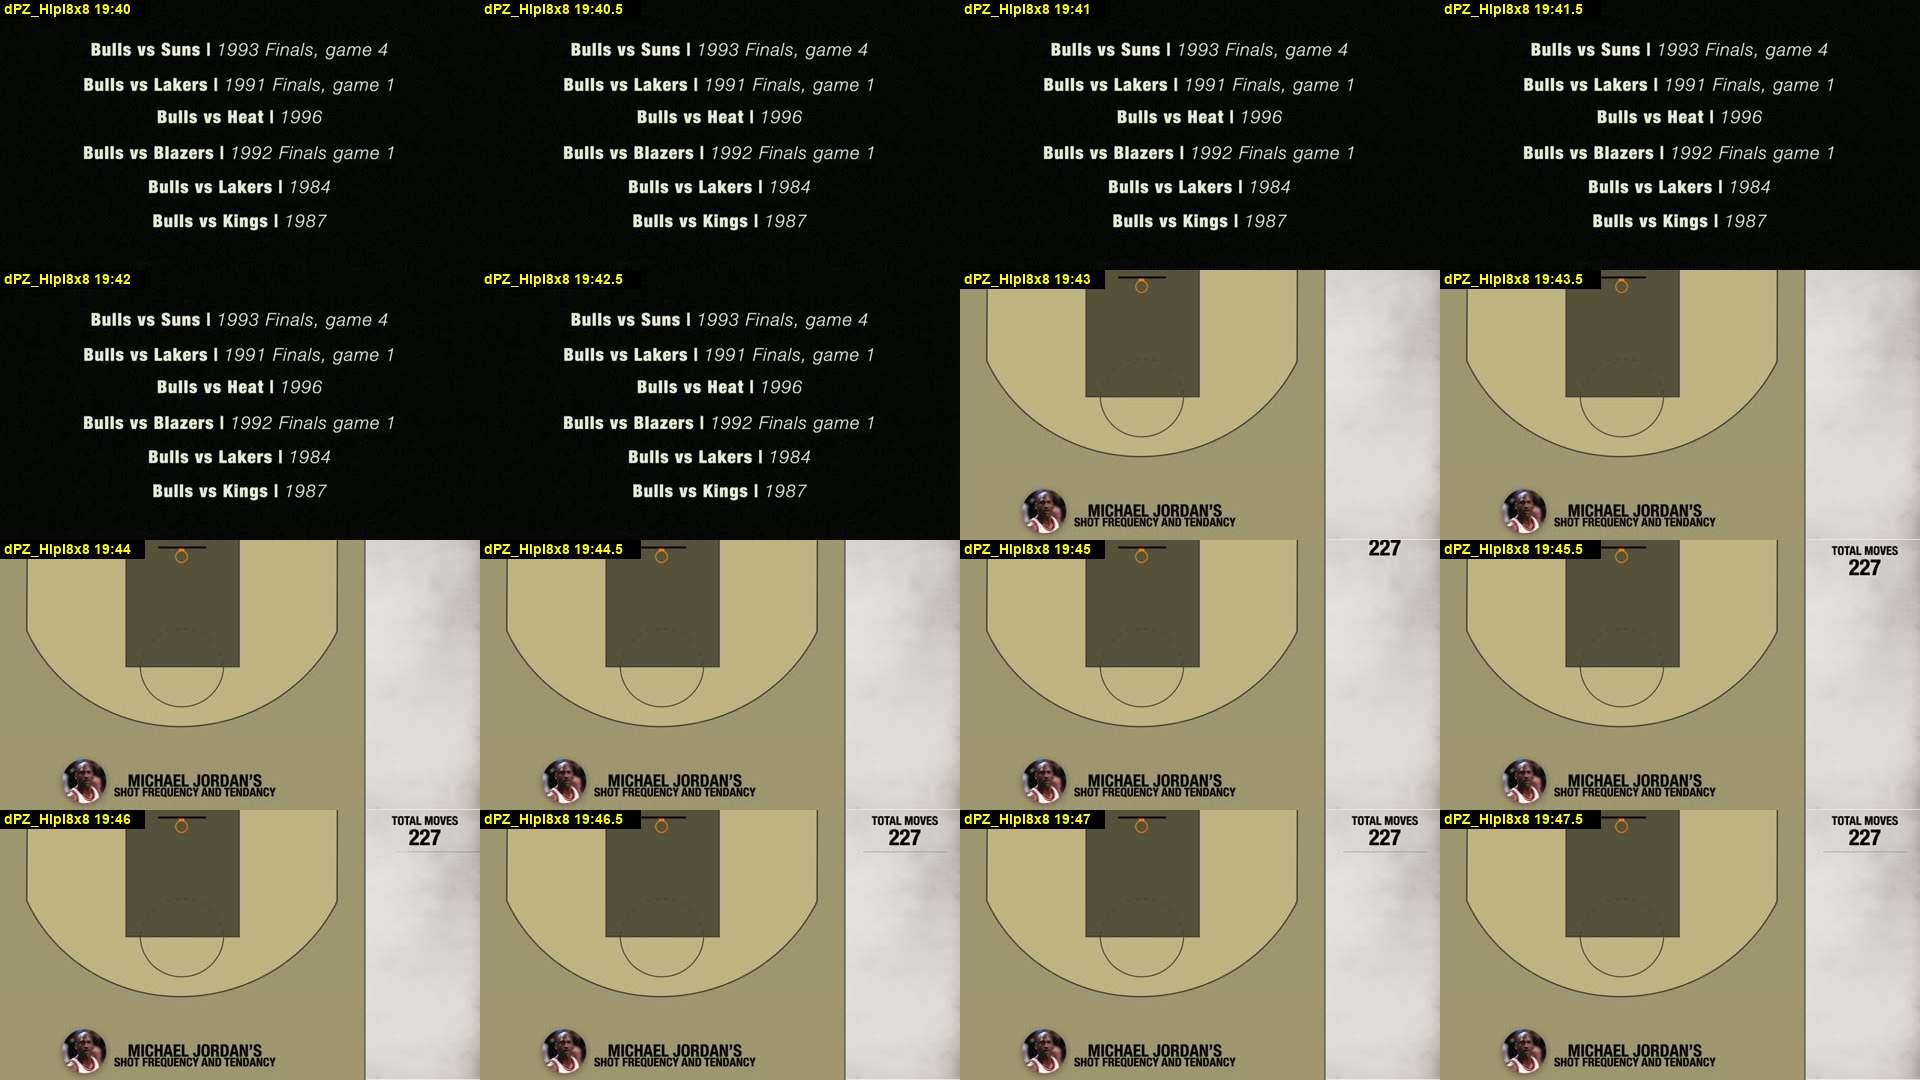 dPZ_HlpI8x8 19:40
Bulls vs Suns | 1993 Finals, game 4
Bulls vs Lakers | 1991 Finals, game 1
Bulls vs Heat | 1996
Bulls vs Blazers | 1992 Finals game 1
Bulls vs Lakers | 1984
Bulls vs Kings | 1987
dPZ_HlpI8x8 19:40.5
Bulls vs Suns | 1993 Finals, game 4
Bulls vs Lakers | 1991 Finals, game 1
Bulls vs Heat | 1996
Bulls vs Blazers | 1992 Finals game 1
Bulls vs Lakers | 1984
Bulls vs Kings | 1987
dPZ_HlpI8x8 19:41
Bulls vs Suns | 1993 Finals, game 4
Bulls vs Lakers | 1991 Finals, game 1
Bulls vs Heat | 1996
Bulls vs Blazers | 1992 Finals game 1
Bulls vs Lakers | 1984
Bulls vs Kings | 1987
dPZ_HlpI8x8 19:41.5
Bulls vs Suns | 1993 Finals, game 4
Bulls vs Lakers | 1991 Finals, game 1
Bulls vs Heat | 1996
Bulls vs Blazers | 1992 Finals game 1
Bulls vs Lakers | 1984
Bulls vs Kings | 1987
dPZ_HlpI8x8 19:42
Bulls vs Suns | 1993 Finals, game 4
Bulls vs Lakers | 1991 Finals, game 1
Bulls vs Heat | 1996
Bulls vs Blazers | 1992 Finals game 1
Bulls vs Lakers | 1984
Bulls vs Kings | 1987
dPZ_HlpI8x8 19:42.5
Bulls vs Suns | 1993 Finals, game 4
Bulls vs Lakers | 1991 Finals, game 1
Bulls vs Heat | 1996
Bulls vs Blazers | 1992 Finals game 1
Bulls vs Lakers | 1984
Bulls vs Kings | 1987
dPZ_HlpI8x8 19:43
MICHAEL JORDAN'S
SHOT FREQUENCY AND TENDANCY
dPZ_HlpI8x8 19:43.5
MICHAEL JORDAN'S
SHOT FREQUENCY AND TENDANCY
dPZ_HlpI8x8 19:44
MICHAEL JORDAN'S
SHOT FREQUENCY AND TENDANCY
dPZ_HlpI8x8 19:44.5
MICHAEL JORDAN'S
SHOT FREQUENCY AND TENDANCY
dPZ_HlpI8x8 19:45
227
MICHAEL JORDAN'S
SHOT FREQUENCY AND TENDANCY
dPZ_HlpI8x8 19:45.5
TOTAL MOVES
227
MICHAEL JORDAN'S
SHOT FREQUENCY AND TENDANCY
dPZ_HlpI8x8 19:46
TOTAL MOVES
227
MICHAEL JORDAN'S
SHOT FREQUENCY AND TENDANCY
dPZ_HlpI8x8 19:46.5
TOTAL MOVES
227
MICHAEL JORDAN'S
SHOT FREQUENCY AND TENDANCY
dPZ_HlpI8x8 19:47
TOTAL MOVES
227
MICHAEL JORDAN'S
SHOT FREQUENCY AND TENDANCY
dPZ_HlpI8x8 19:47.5
TOTAL MOVES
227
MICHAEL JORDAN'S
SHOT FREQUENCY AND TENDANCY